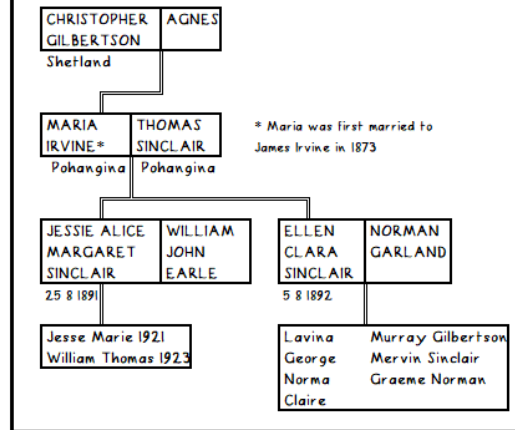 CHRISTOPHER GILBERTSON
AGNES
Shetland
MARIA
IRVINE*
THOMAS
SINCLAIR
* Maria was first married to
James Irvine in 1873
Pohangina
Pohangina
JESSIE ALICE
MARGARET
SINCLAIR
WILLIAM
JOHN
EARLE
ELLEN
CLARA
SINCLAIR
NORMAN
GARLAND
25 8 1891
5 8 1892
Jesse Marie 1921
William Thomas 1923
Lavina
George
Norma
Claire
Murray Gilbertson
Mervin Sinclair
Graeme Norman